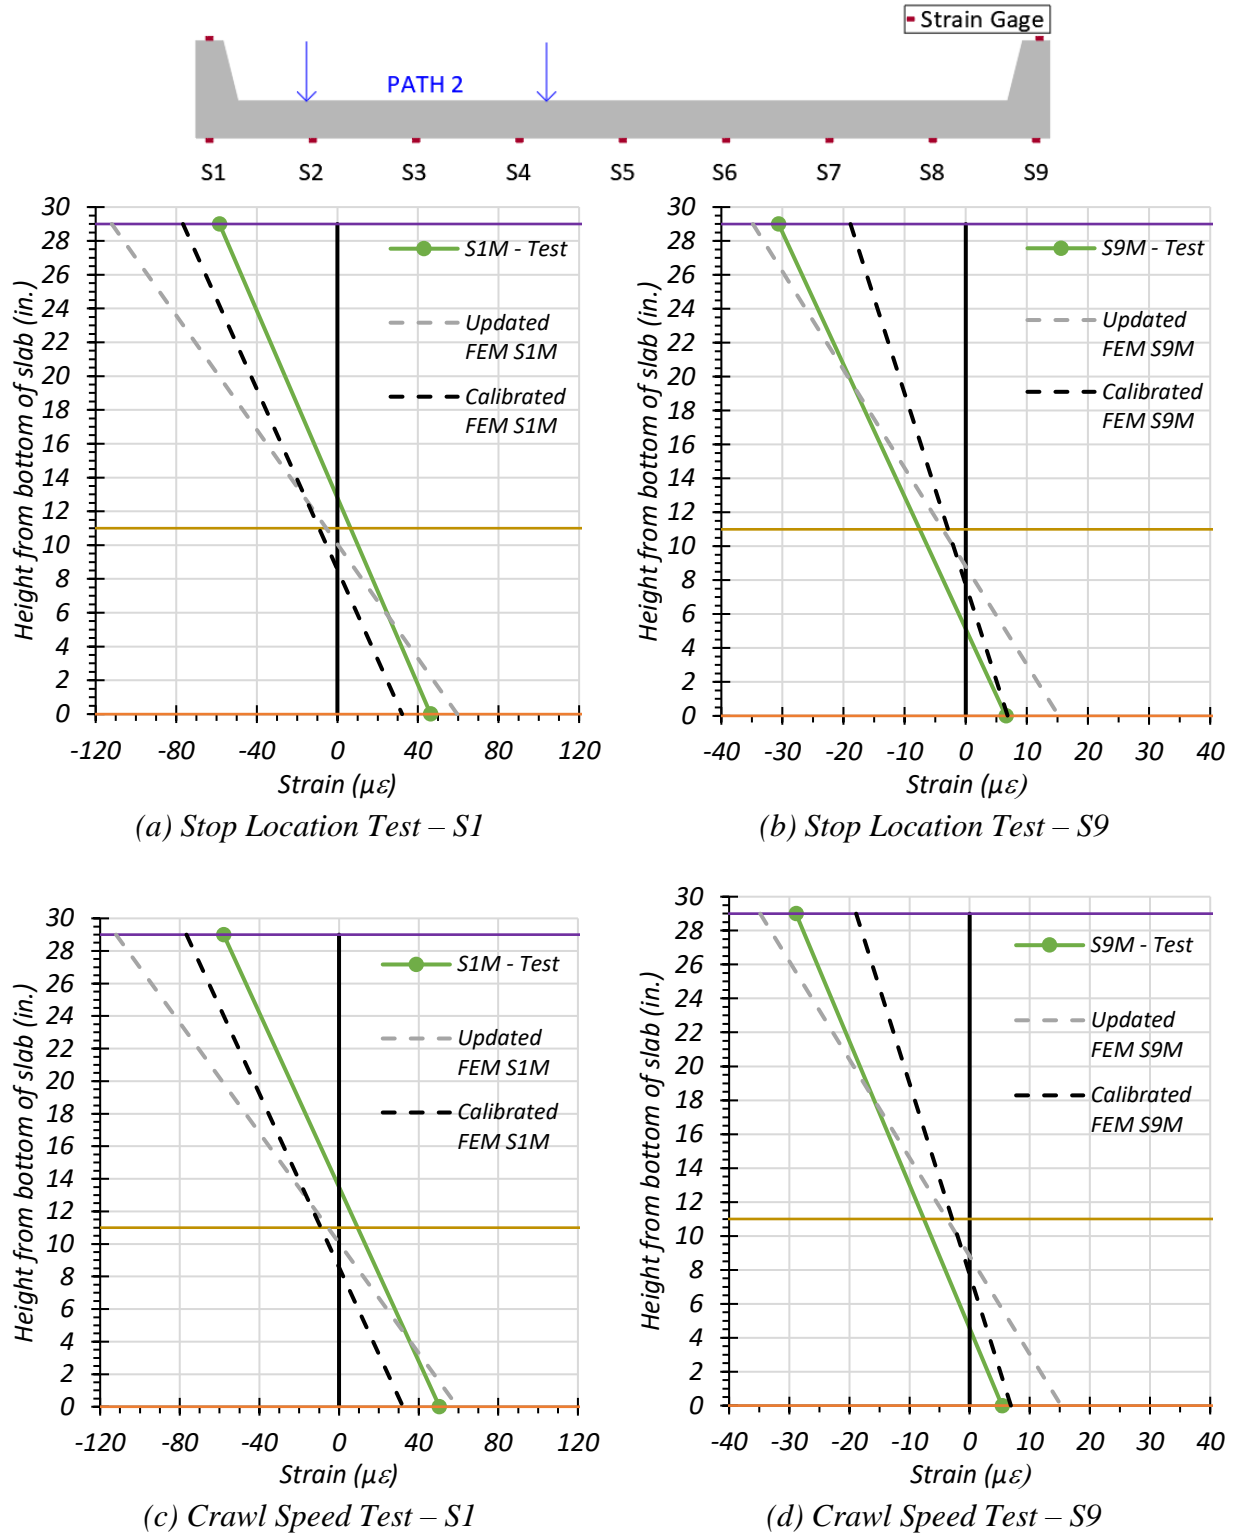 Strain Gage
PATH 2
S1 S2 S3 S4 S5 S6 S7 S8 S9
30
28
26
24
22
20
18
16
14
12
10
8
6
4
2
0
Height from bottom of slab (in.)
S1M - Test
Updated
FEM S1M
Calibrated
FEM S1M
-120 -80 -40 0 40 80 120
Strain (με)
(a) Stop Location Test – S1
30
28
26
24
22
20
18
16
14
12
10
8
6
4
2
0
Height from bottom of slab (in.)
S9M - Test
Updated
FEM S9M
Calibrated
FEM S9M
-40 -30 -20 -10 0 10 20 30 40
Strain (με)
(b) Stop Location Test – S9
30
28
26
24
22
20
18
16
14
12
10
8
6
4
2
0
Height from bottom of slab (in.)
S1M - Test
Updated
FEM S1M
Calibrated
FEM S1M
-120 -80 -40 0 40 80 120
Strain (με)
(c) Crawl Speed Test – S1
30
28
26
24
22
20
18
16
14
12
10
8
6
4
2
0
Height from bottom of slab (in.)
S9M - Test
Updated
FEM S9M
Calibrated
FEM S9M
-40 -30 -20 -10 0 10 20 30 40
Strain (με)
(d) Crawl Speed Test – S9